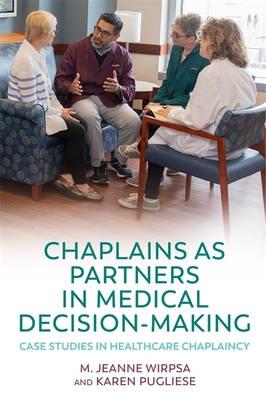 CHAPLAINS AS
PARTNERS
IN MEDICAL
DECISION-MAKING
CASE STUDIES IN HEALTHCARE CHAPLAINCY
M. JEANNE WIRPSA
AND KAREN PUGLIESE